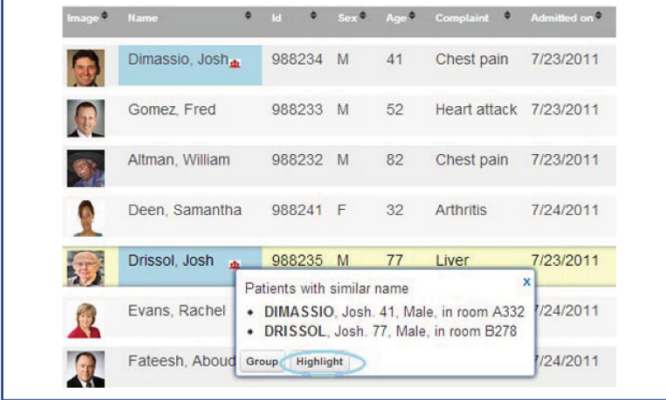 Image Name Id Sex Age Complaint Admitted on
Dimassio, Josh 988234 M 41 Chest pain 7/23/2011
Gomez, Fred 988233 M 52 Heart attack 7/23/2011
Altman, William 988232 M 82 Chest pain 7/23/2011
Deen, Samantha 988241 F 32 Arthritis 7/24/2011
Drissol, Josh 988235 M 77 Liver 7/23/2011
Patients with similar name x
• DIMASSIO, Josh. 41, Male, in room A332
Evans, Rachel 7/24/2011
• DRISSOL, Josh. 77, Male, in room B278
Group Highlight
Fateesh, Aboud 7/24/2011